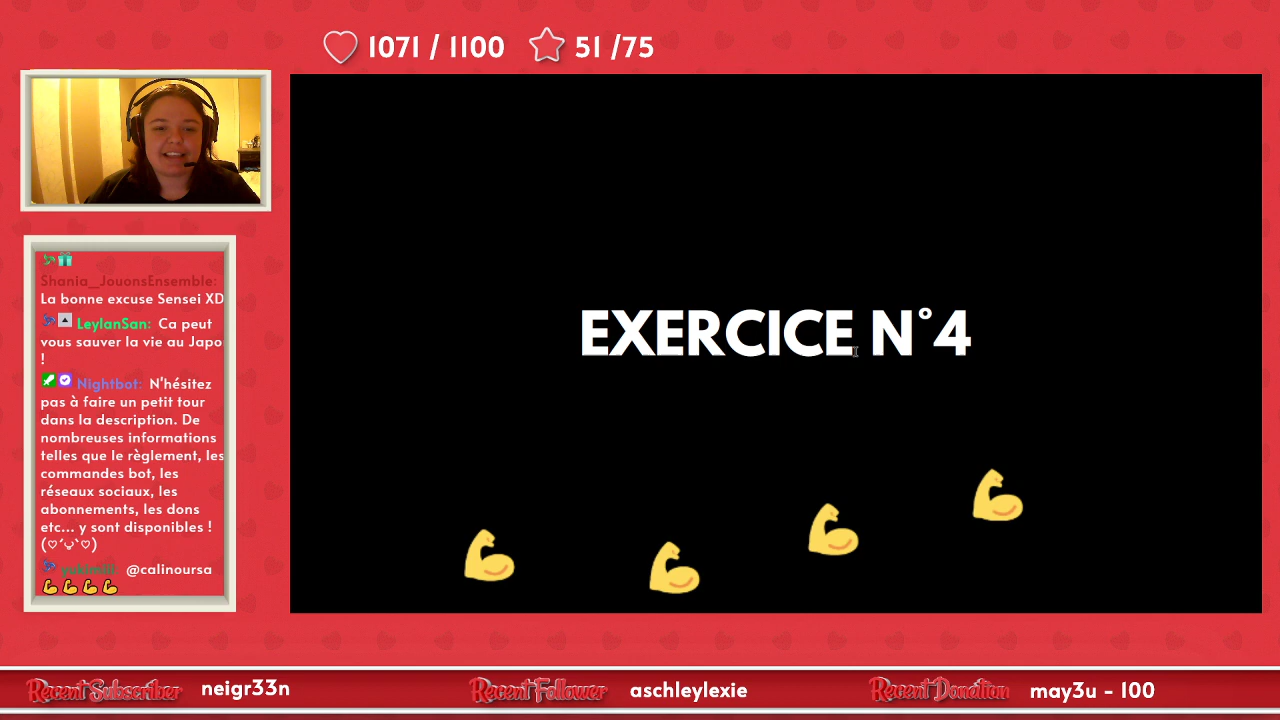 1071 / 1100 51 /75
Shania__JouonsEnsemble:
La bonne excuse Sensei XD
LeylanSan: Ca peut
vous sauver la vie au Japo
!
Nightbot: N'hésitez
pas à faire un petit tour
dans la description. De
nombreuses informations
telles que le règlement, les
commandes bot, les
réseaux sociaux, les
abonnements, les dons
etc... y sont disponibles !
(♡´◡`♡)
@calinoursa
EXERCICE N°4
Recent Subscriber neigr33n
Recent Follower aschleylexie
Recent Donation may3u - 100